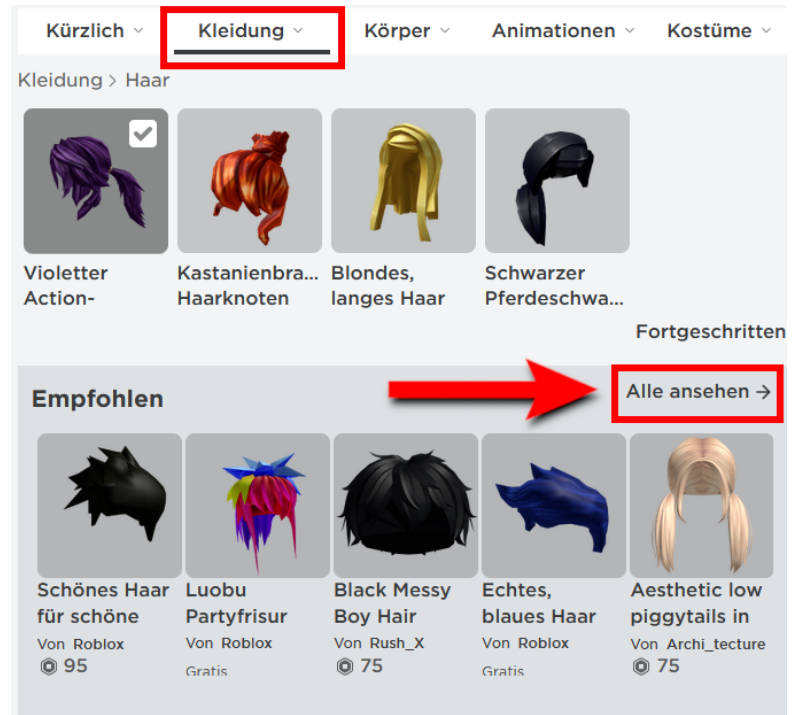 Kürzlich Kleidung Körper Animationen Kostüme
Kleidung > Haar
Violetter Action-
Kastanienbra... Haarknoten
Blondes, langes Haar
Schwarzer Pferdeschwa...
Fortgeschritten
Empfohlen
Alle ansehen →
Schönes Haar für schöne
Von Roblox
95
Luobu Partyfrisur
Von Roblox
Gratis
Black Messy Boy Hair
Von Rush_X
75
Echtes, blaues Haar
Von Roblox
Gratis
Aesthetic low piggytails in
Von Archi_tecture
75